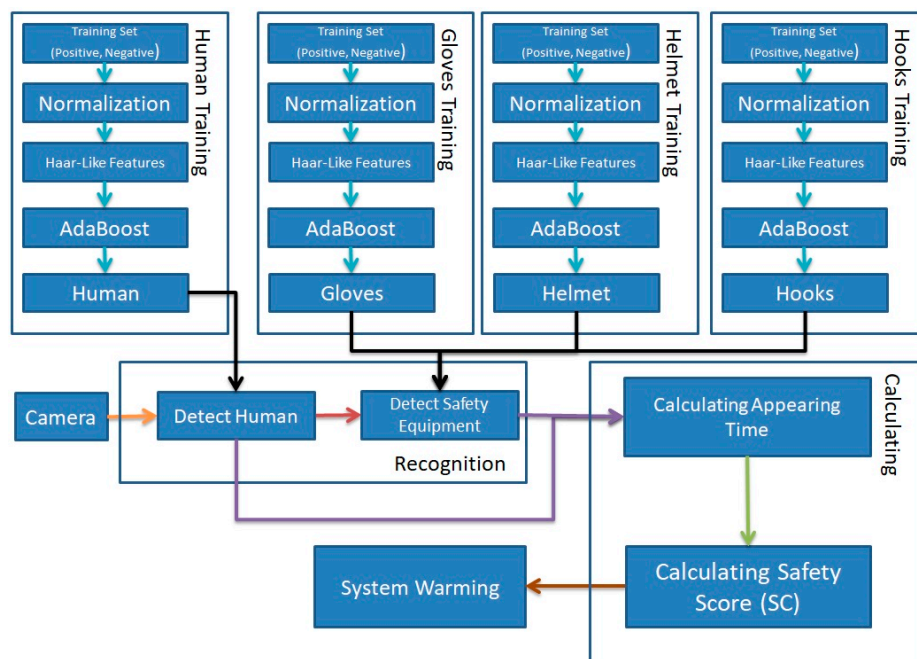 Training Set
(Positive, Negative)
Normalization
Haar-Like Features
AdaBoost
Human
Human Training
Training Set
(Positive, Negative)
Normalization
Haar-Like Features
AdaBoost
Gloves
Gloves Training
Training Set
(Positive, Negative)
Normalization
Haar-Like Features
AdaBoost
Helmet
Helmet Training
Training Set
(Positive, Negative)
Normalization
Haar-Like Features
AdaBoost
Hooks
Hooks Training
Camera
Detect Human
Detect Safety
Equipment
Recognition
Calculating Appearing
Time
Calculating
System Warming
Calculating Safety
Score (SC)